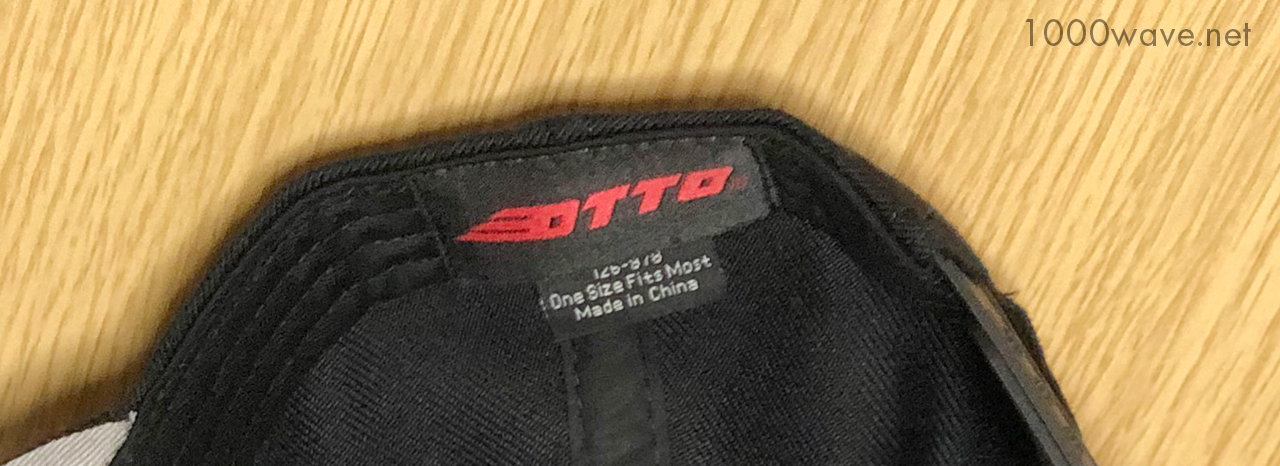 1000wave.net
OTTO
One Size Fits Most
Made in China